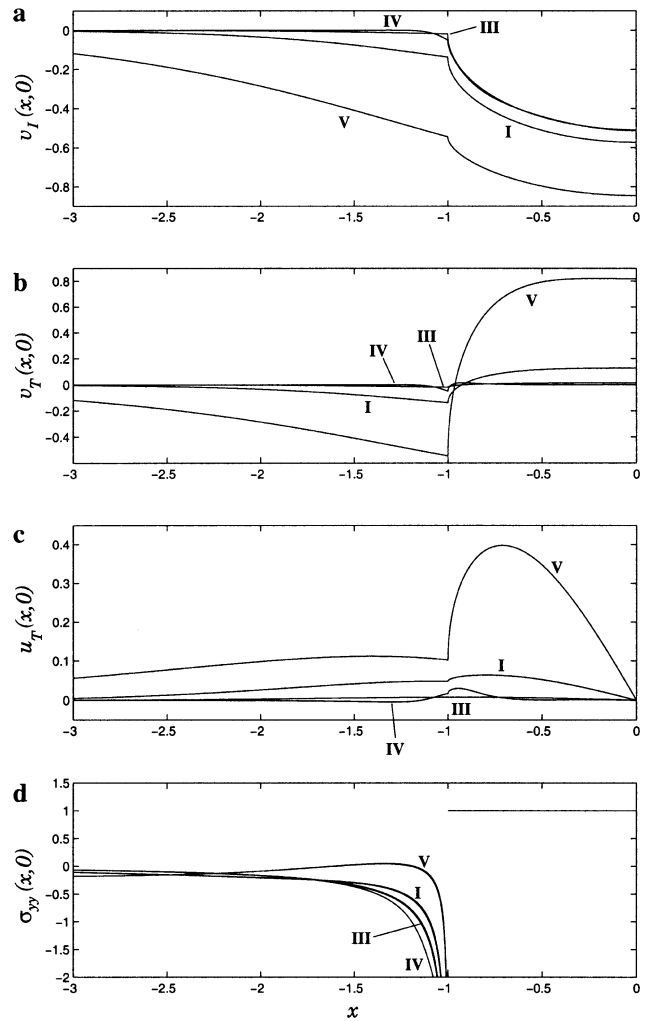 a
IV
III
0
-0.2
-0.4
-0.6
-0.8
v_I (x,0)
V
I
-3 -2.5 -2 -1.5 -1 -0.5 0
b
0.8
0.6
0.4
0.2
0
-0.2
-0.4
v_T (x,0)
V
III
IV
I
-3 -2.5 -2 -1.5 -1 -0.5 0
c
0.4
0.3
0.2
0.1
0
u_T (x,0)
V
I
III
IV
-3 -2.5 -2 -1.5 -1 -0.5 0
d
1.5
1
0.5
0
-0.5
-1
-1.5
-2
σ_yy (x,0)
V
I
III
IV
-3 -2.5 -2 -1.5 -1 -0.5 0
x